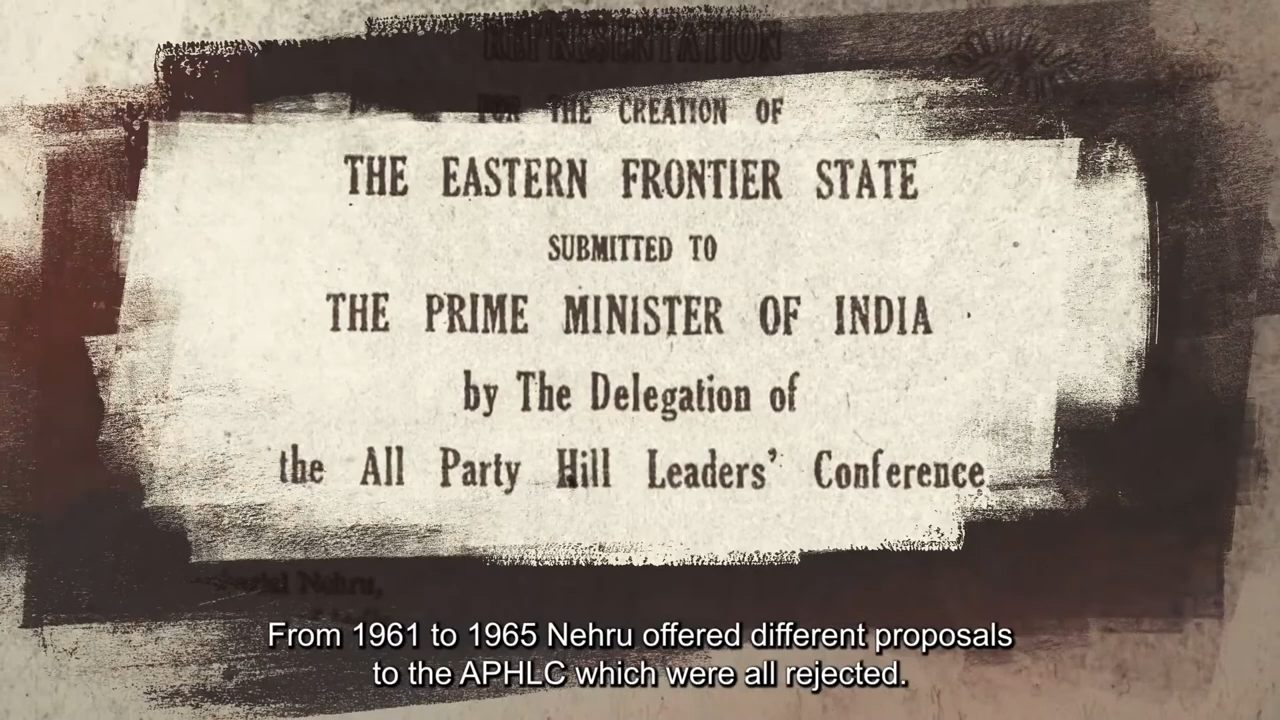 REPRESENTATION
FOR THE CREATION OF
THE EASTERN FRONTIER STATE
SUBMITTED TO
THE PRIME MINISTER OF INDIA
by The Delegation of
the All Party Hill Leaders' Conference
Nehru,
From 1961 to 1965 Nehru offered different proposals
to the APHLC which were all rejected.